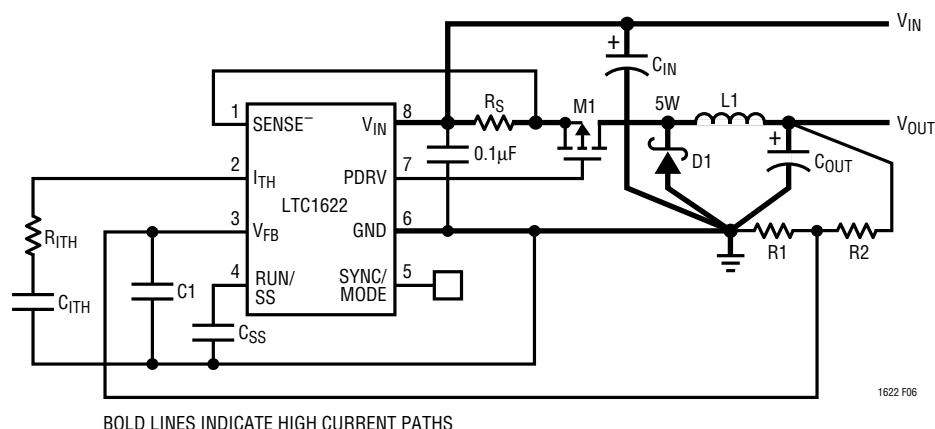 V_IN
+
C_IN
R_S
M1
5W
L1
V_OUT
1
SENSE⁻
V_IN
8
0.1µF
D1
+
C_OUT
2
I_TH
PDRV
7
LTC1622
R_ITH
3
V_FB
GND
6
R1
R2
4
RUN/
SS
SYNC/
MODE
5
C_ITH
C1
C_SS
1622 F06
BOLD LINES INDICATE HIGH CURRENT PATHS